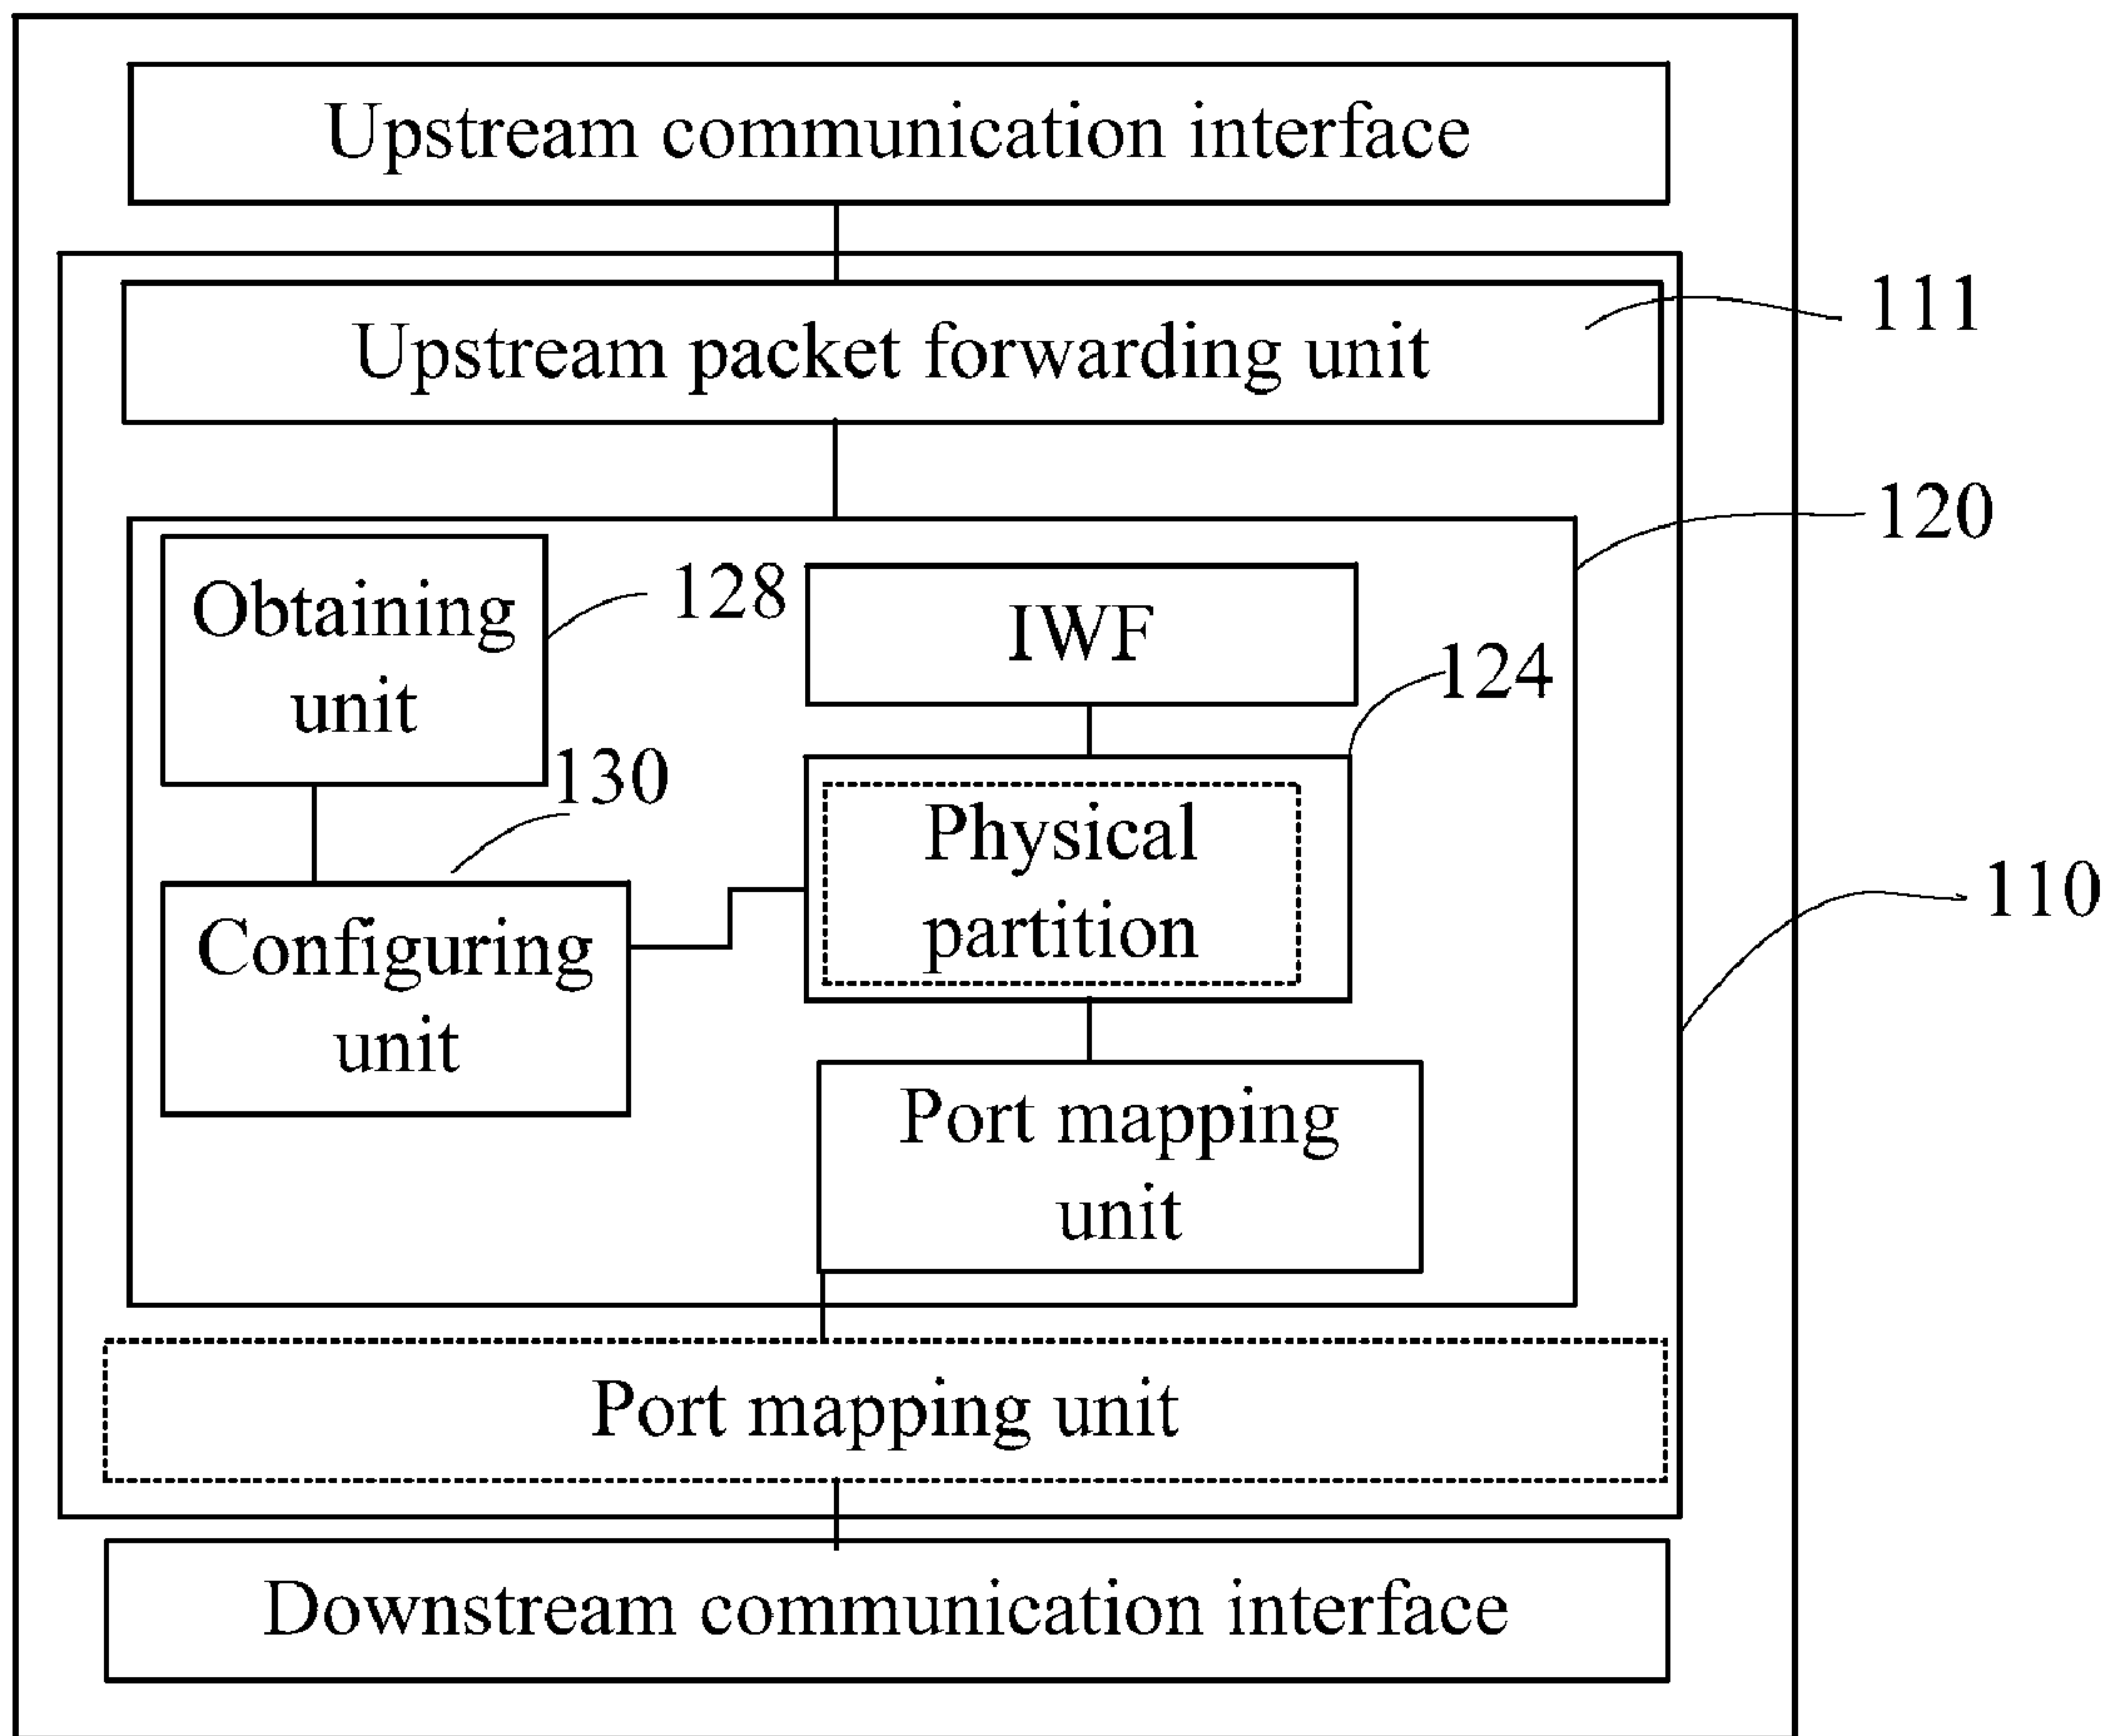 Upstream communication interface
Upstream packet forwarding unit
111
120
Obtaining
unit
128
IWF
124
130
Physical
partition
110
Configuring
unit
Port mapping
unit
Port mapping unit
Downstream communication interface